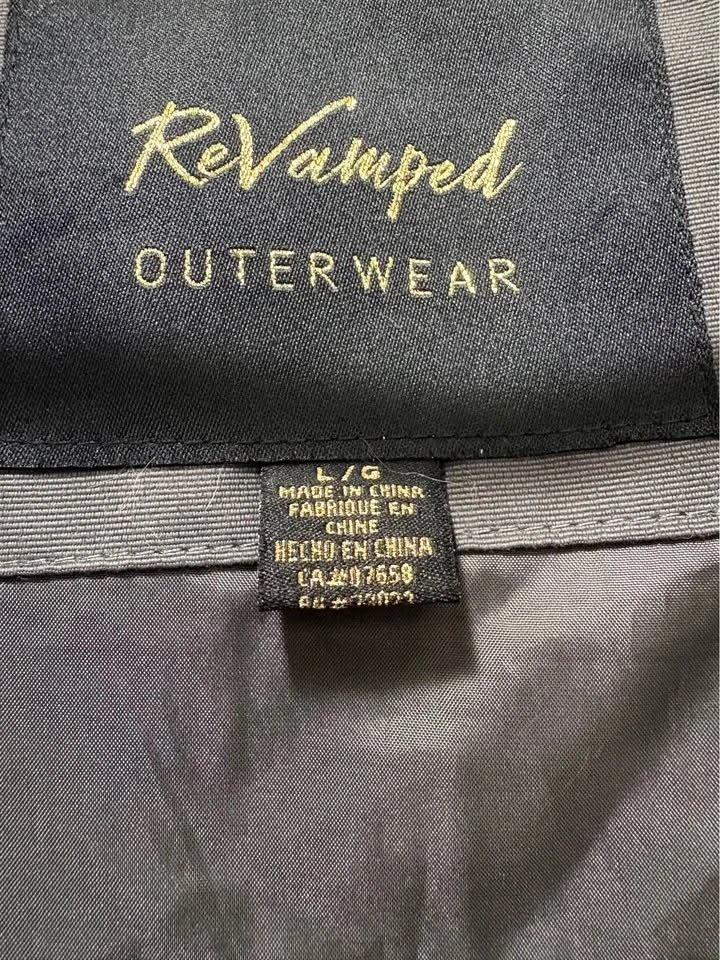 ReVamped
OUTERWEAR
L / G
MADE IN CHINA
FABRIQUE EN
CHINE
HECHO EN CHINA
CA#07658